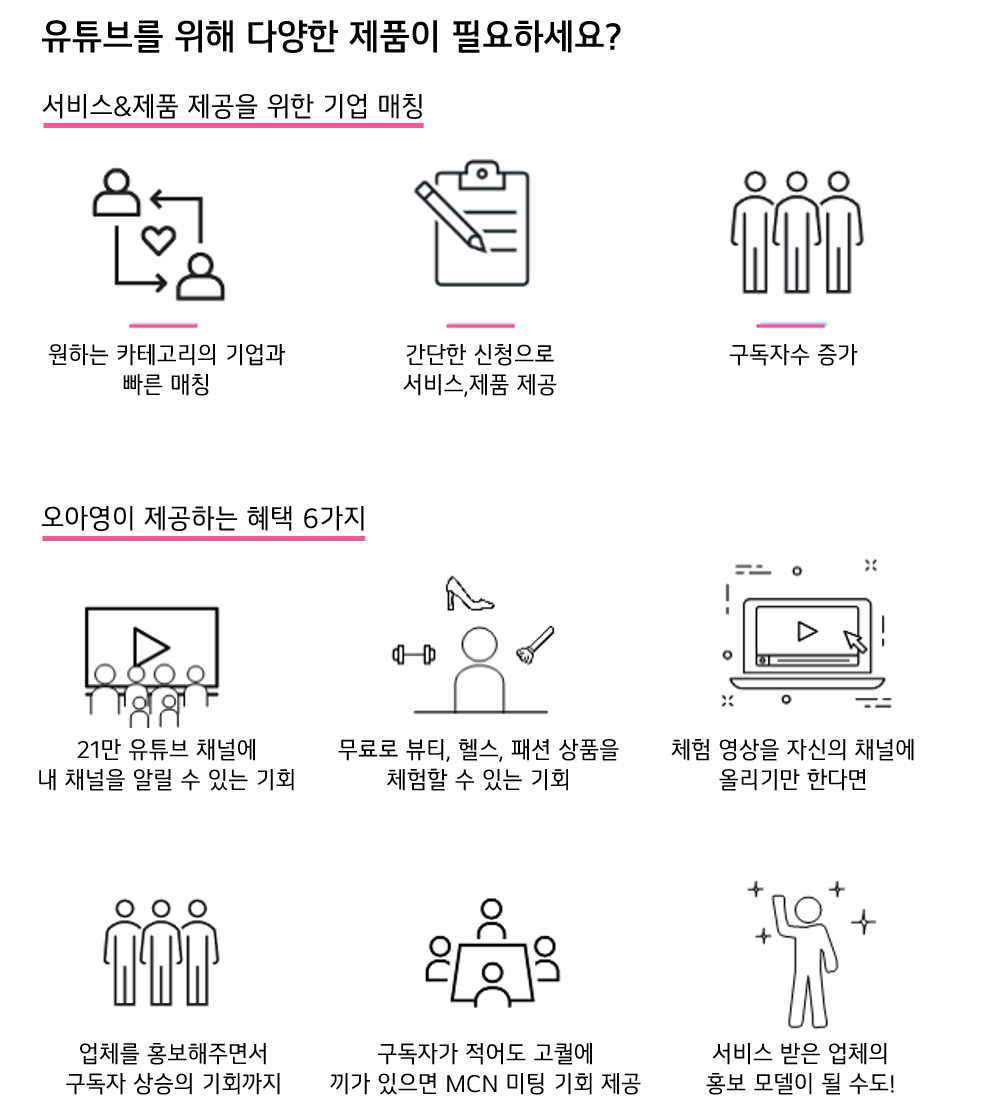 유튜브를 위해 다양한 제품이 필요하세요?
서비스&제품 제공을 위한 기업 매칭
원하는 카테고리의 기업과
빠른 매칭
간단한 신청으로
서비스,제품 제공
구독자수 증가
오아영이 제공하는 혜택 6가지
21만 유튜브 채널에
내 채널을 알릴 수 있는 기회
무료로 뷰티, 헬스, 패션 상품을
체험할 수 있는 기회
체험 영상을 자신의 채널에
올리기만 한다면
업체를 홍보해주면서
구독자 상승의 기회까지
구독자가 적어도 고퀄에
끼가 있으면 MCN 미팅 기회 제공
서비스 받은 업체의
홍보 모델이 될 수도!